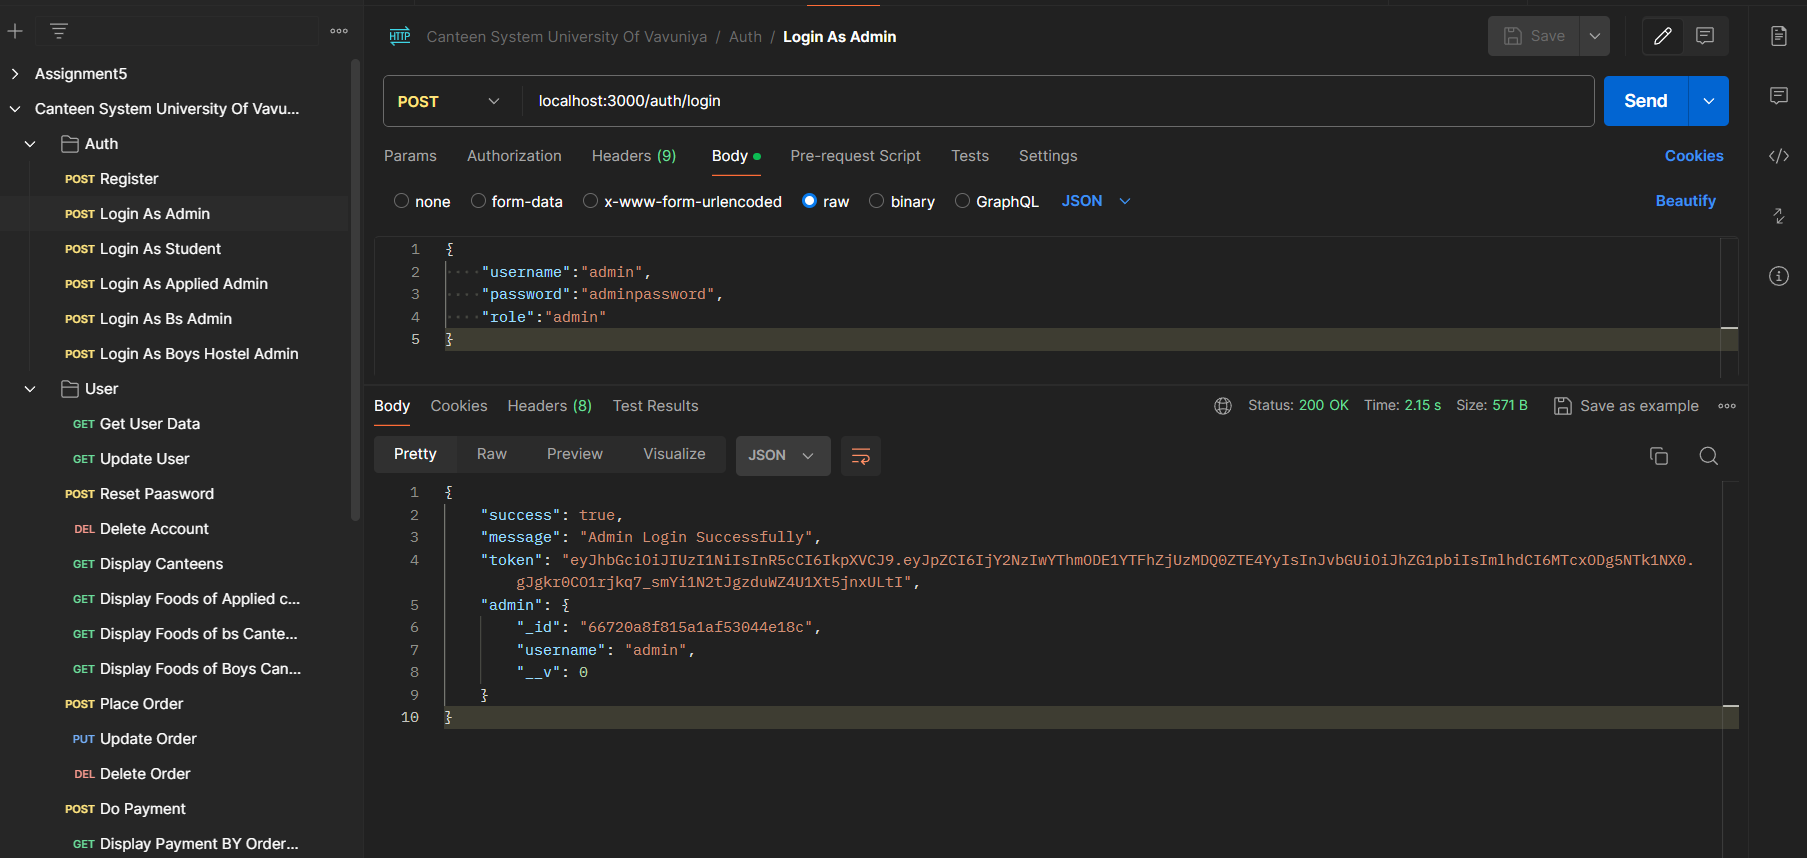 Assignment5
Canteen System University Of Vavu...
Auth
POST Register
POST Login As Admin
POST Login As Student
POST Login As Applied Admin
POST Login As Bs Admin
POST Login As Boys Hostel Admin
User
GET Get User Data
GET Update User
POST Reset Paasword
DEL Delete Account
GET Display Canteens
GET Display Foods of Applied c...
GET Display Foods of bs Cante...
GET Display Foods of Boys Can...
POST Place Order
PUT Update Order
DEL Delete Order
POST Do Payment
GET Display Payment BY Order...
HTTP Canteen System University Of Vavuniya / Auth / Login As Admin
Save
POST localhost:3000/auth/login Send
Params Authorization Headers (9) Body Pre-request Script Tests Settings Cookies
none form-data x-www-form-urlencoded raw binary GraphQL JSON Beautify
1 {
2 "username":"admin",
3 "password":"adminpassword",
4 "role":"admin"
5 }
Body Cookies Headers (8) Test Results Status: 200 OK Time: 2.15 s Size: 571 B Save as example
Pretty Raw Preview Visualize JSON
1 {
2 "success": true,
3 "message": "Admin Login Successfully",
4 "token": "eyJhbGciOiJIUzI1NiIsInR5cCI6IkpXVCJ9.eyJpZCI6IjY2NzIwYThmODE1YTFhZjUzMDQ0ZTE4YyIsInJvbGUiOiJhZG1pbiIsImlhdCI6MTcxODg5NTk1NX0.
gJgkr0CO1rjkq7_smYi1N2tJgzduWZ4U1Xt5jnxULtI",
5 "admin": {
6 "_id": "66720a8f815a1af53044e18c",
7 "username": "admin",
8 "__v": 0
9 }
10 }